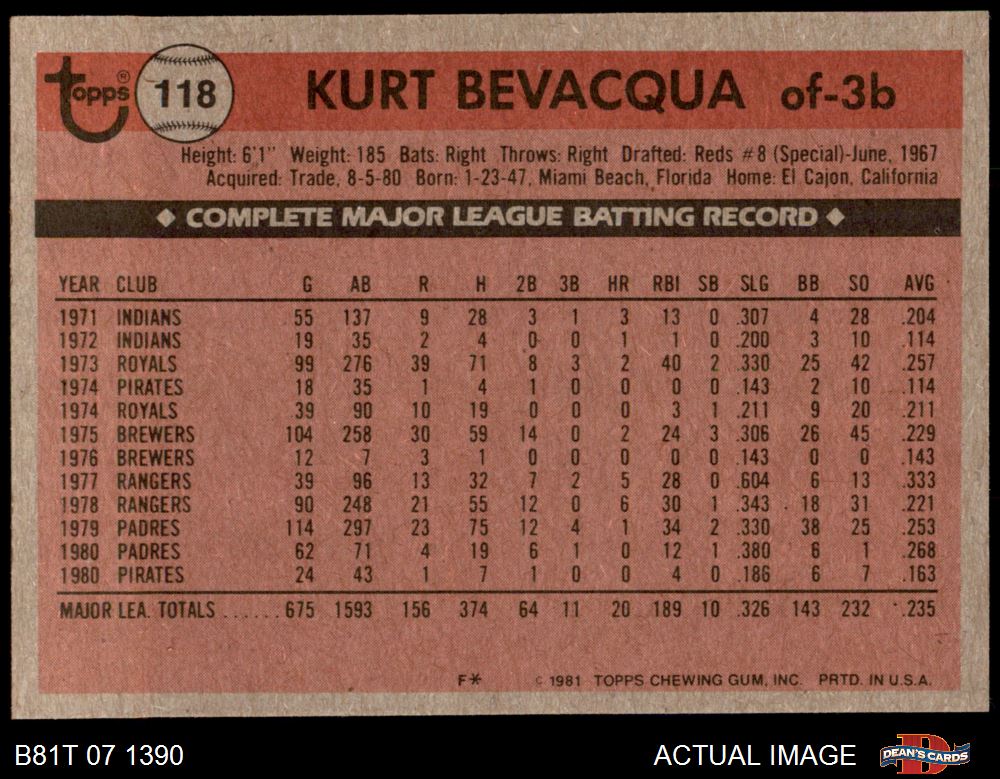 Topps® 118 KURT BEVACQUA of-3b
Height: 6'1" Weight: 185 Bats: Right Throws: Right Drafted: Reds #8 (Special)-June, 1967
Acquired: Trade, 8-5-80 Born: 1-23-47, Miami Beach, Florida Home: El Cajon, California
◆ COMPLETE MAJOR LEAGUE BATTING RECORD ◆
YEAR CLUB G AB R H 2B 3B HR RBI SB SLG BB SO AVG
1971 INDIANS 55 137 9 28 3 1 3 13 0 .307 4 28 .204
1972 INDIANS 19 35 2 4 0 0 1 1 0 .200 3 10 .114
1973 ROYALS 99 276 39 71 8 3 2 40 2 .330 25 42 .257
1974 PIRATES 18 35 1 4 1 0 0 0 0 .143 2 10 .114
1974 ROYALS 39 90 10 19 0 0 0 3 1 .211 9 20 .211
1975 BREWERS 104 258 30 59 14 0 2 24 3 .306 26 45 .229
1976 BREWERS 12 7 3 1 0 0 0 0 0 .143 0 0 .143
1977 RANGERS 39 96 13 32 7 2 5 28 0 .604 6 13 .333
1978 RANGERS 90 248 21 55 12 0 6 30 1 .343 18 31 .221
1979 PADRES 114 297 23 75 12 4 1 34 2 .330 38 25 .253
1980 PADRES 62 71 4 19 6 1 0 12 1 .380 6 1 .268
1980 PIRATES 24 43 1 7 1 0 0 4 0 .186 6 7 .163
MAJOR LEA. TOTALS ...... 675 1593 156 374 64 11 20 189 10 .326 143 232 .235
F* © 1981 TOPPS CHEWING GUM, INC. PRTD. IN U.S.A.
B81T 07 1390 ACTUAL IMAGE DEAN'S CARDS